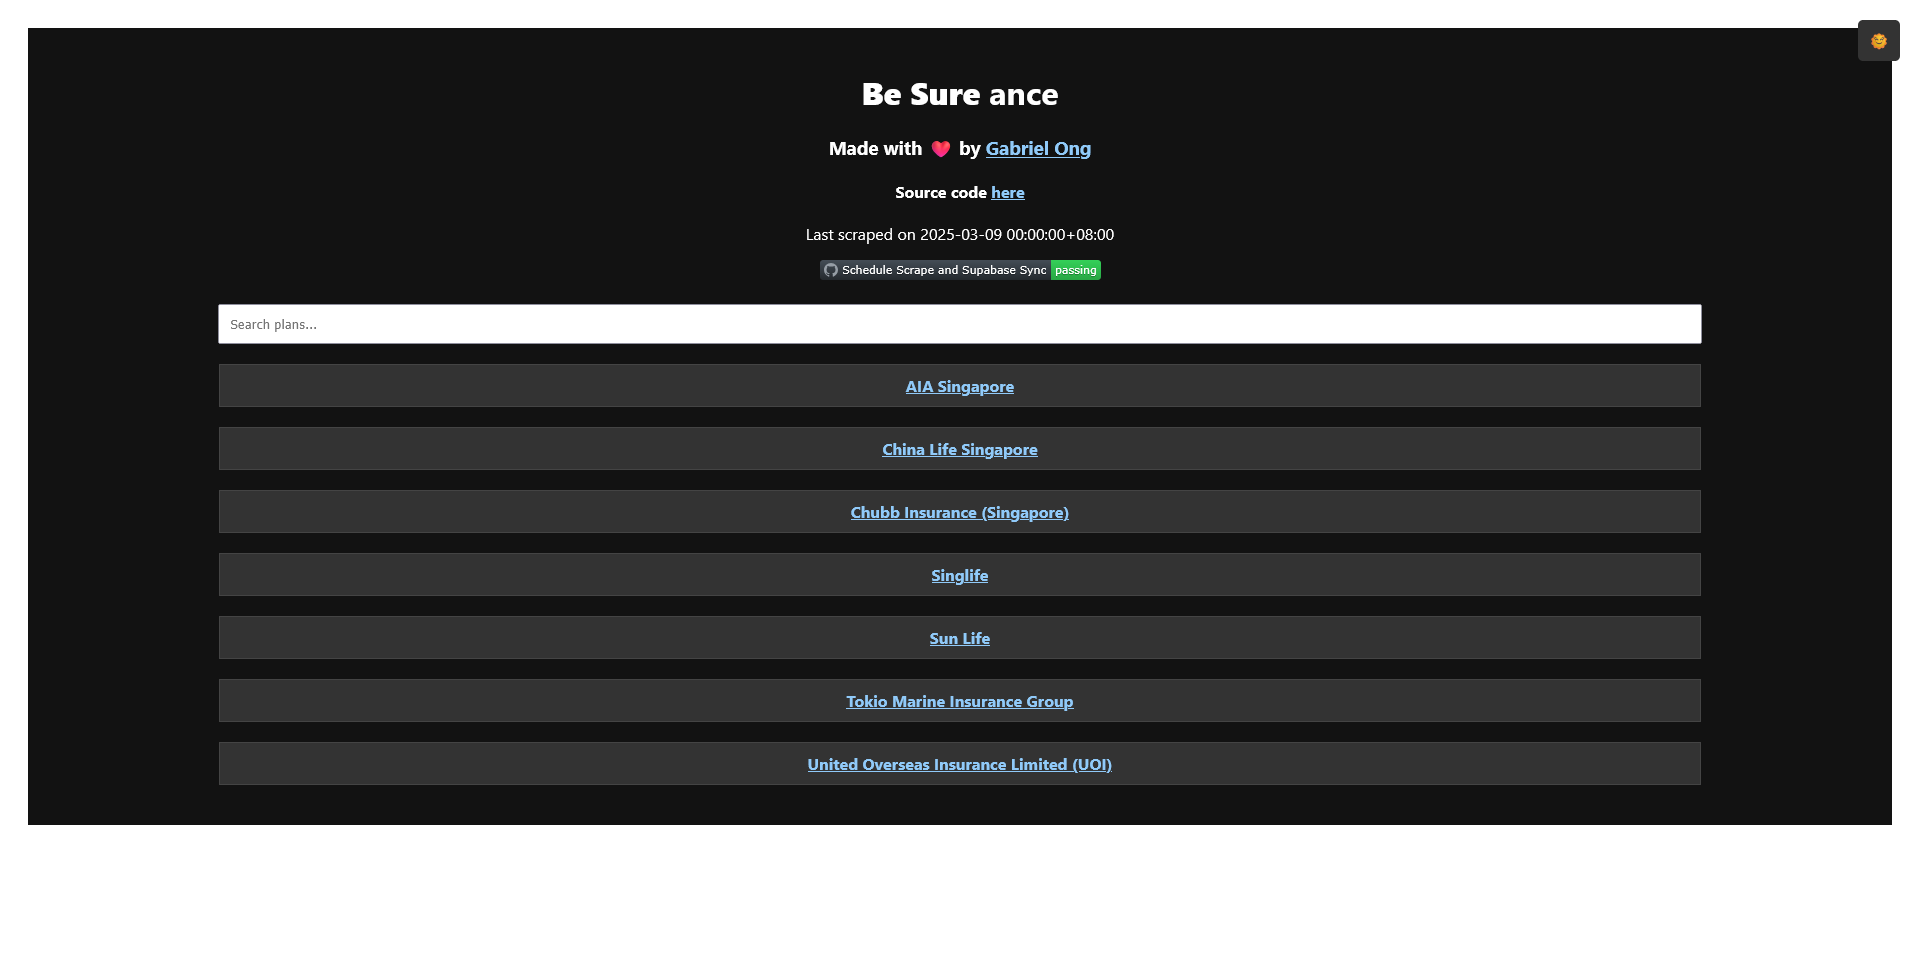 Be Sure ance
Made with ❤️ by Gabriel Ong
Source code here
Last scraped on 2025-03-09 00:00:00+08:00
Schedule Scrape and Supabase Sync passing
Search plans...
AIA Singapore
China Life Singapore
Chubb Insurance (Singapore)
Singlife
Sun Life
Tokio Marine Insurance Group
United Overseas Insurance Limited (UOI)